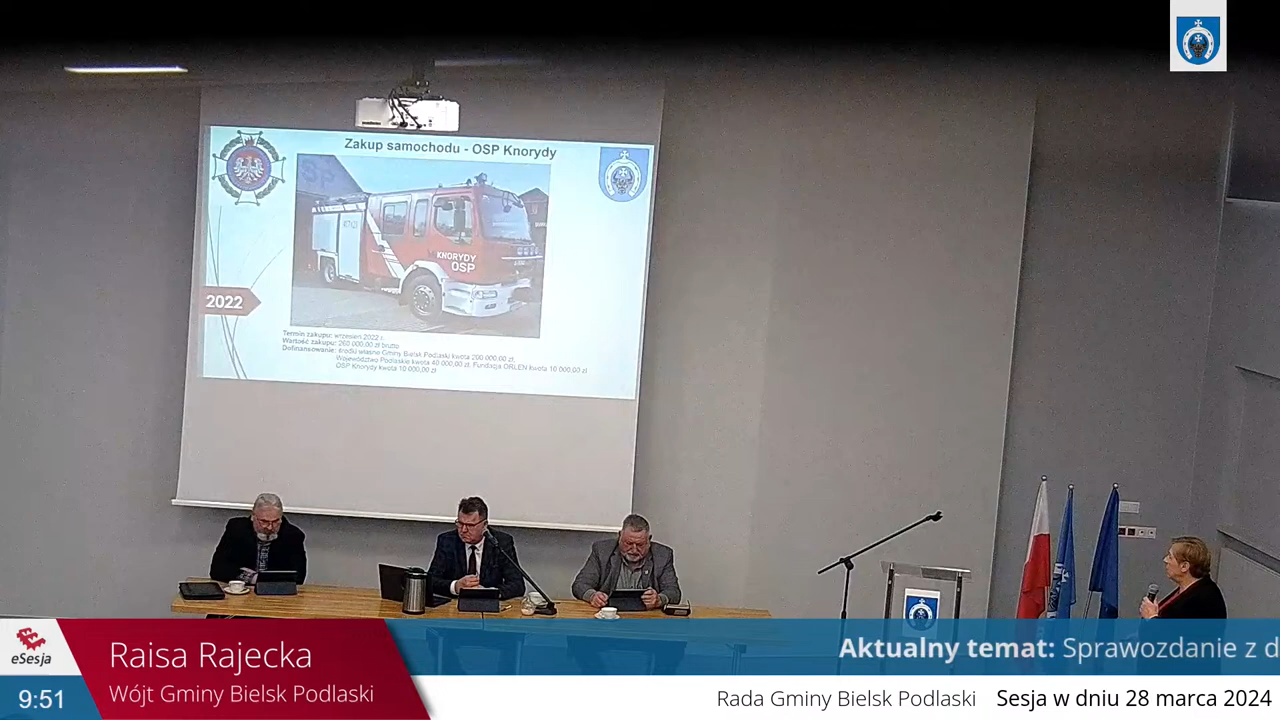 Zakup samochodu - OSP Knorydy
KNORYDY
OSP
2022
Termin zakupu: wrzesień 2022 r.
Wartość zakupu: 260 000,00 zł brutto
Dofinansowanie: środki własne Gminy Bielsk Podlaski kwota 200 000,00 zł,
Województwo Podlaskie kwota 40 000,00 zł, Fundacja ORLEN kwota 10 000,00 zł
OSP Knorydy kwota 10 000,00 zł
Aktualny temat: Sprawozdanie z d
eSesja
Raisa Rajecka
Wójt Gminy Bielsk Podlaski
9:51
Rada Gminy Bielsk Podlaski Sesja w dniu 28 marca 2024